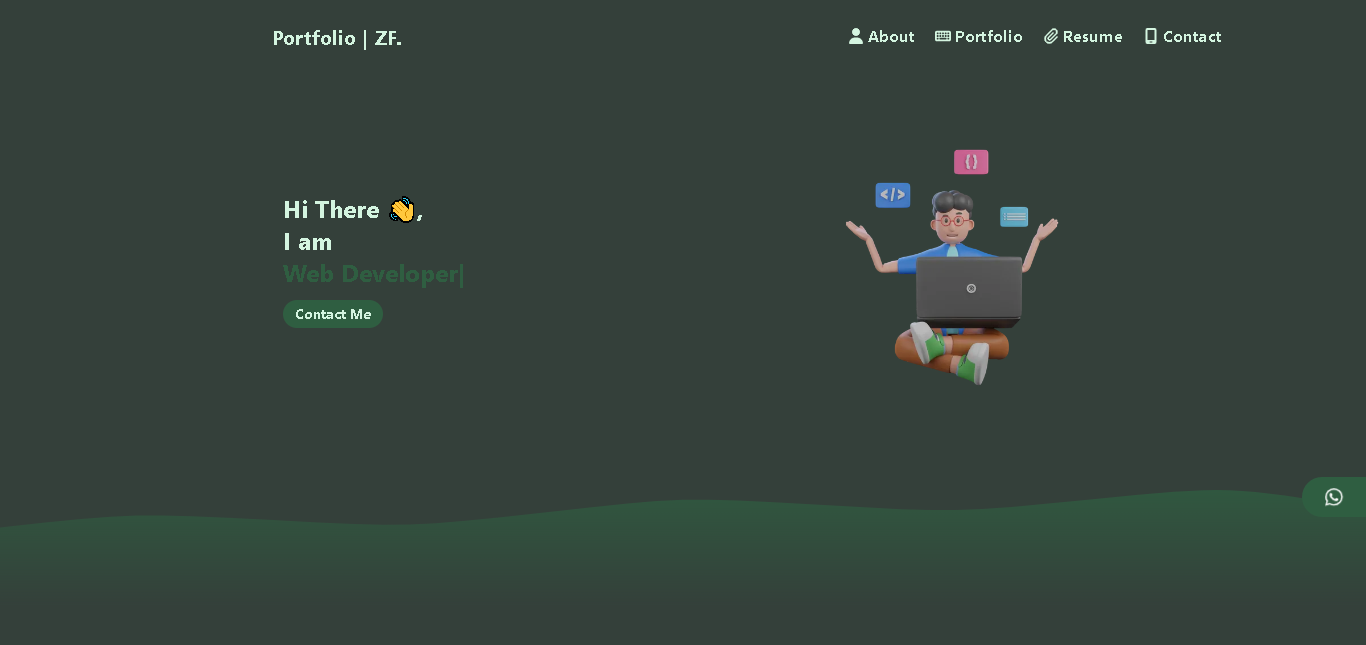 Portfolio | ZF.
About
Portfolio
Resume
Contact
{}
</>
Hi There 👋,
I am
Web Developer|
Contact Me